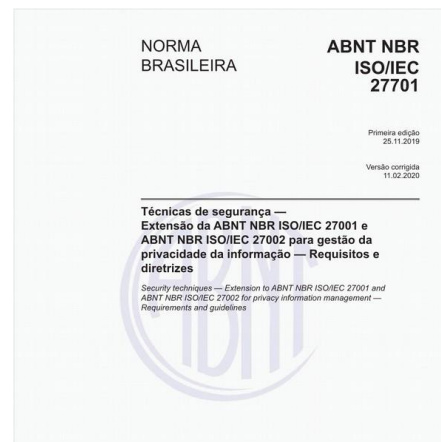 NORMA
BRASILEIRA
ABNT NBR
ISO/IEC
27701
Primeira edição
25.11.2019
Versão corrigida
11.02.2020
Técnicas de segurança —
Extensão da ABNT NBR ISO/IEC 27001 e
ABNT NBR ISO/IEC 27002 para gestão da
privacidade da informação — Requisitos e
diretrizes
Security techniques — Extension to ABNT NBR ISO/IEC 27001 and
ABNT NBR ISO/IEC 27002 for privacy information management —
Requirements and guidelines
ABNT